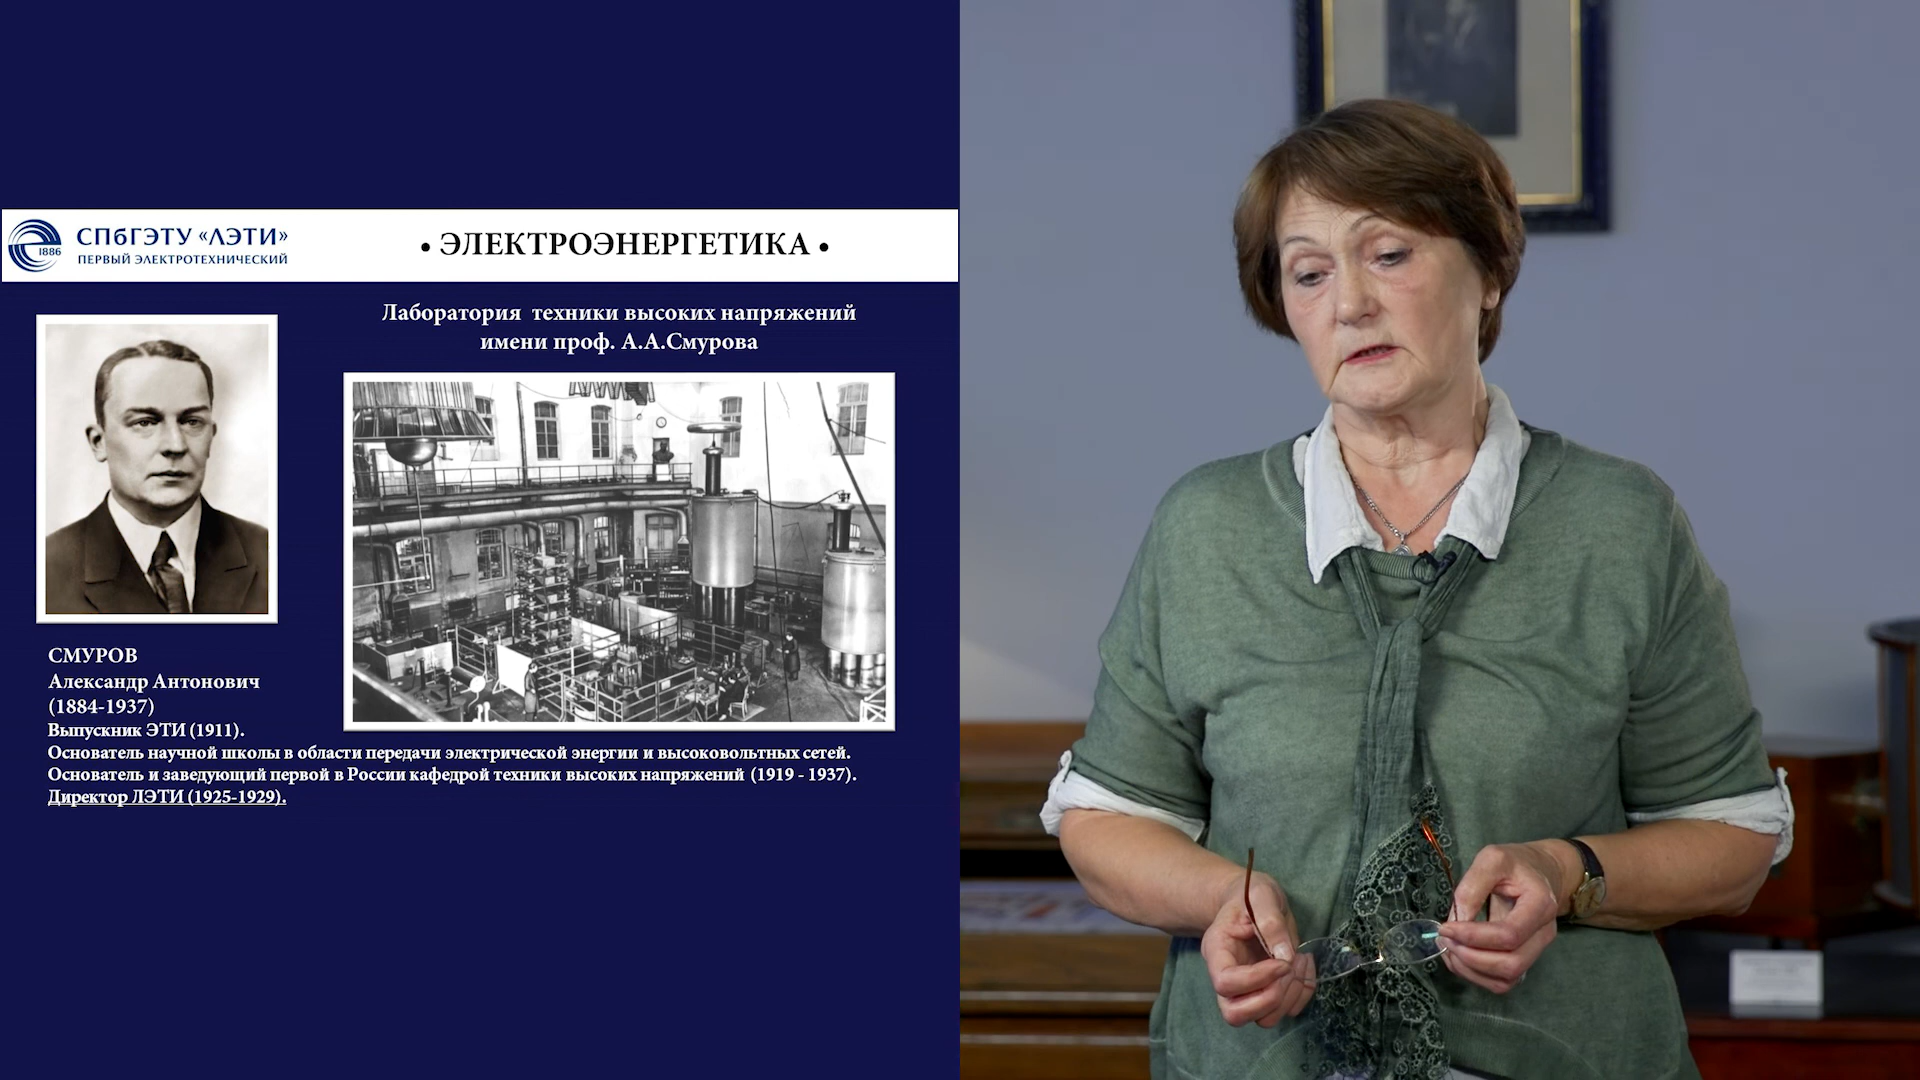 СПбГЭТУ «ЛЭТИ»
1886
ПЕРВЫЙ ЭЛЕКТРОТЕХНИЧЕСКИЙ
• ЭЛЕКТРОЭНЕРГЕТИКА •
Лаборатория техники высоких напряжений
имени проф. А.А.Смурова
СМУРОВ
Александр Антонович
(1884-1937)
Выпускник ЭТИ (1911).
Основатель научной школы в области передачи электрической энергии и высоковольтных сетей.
Основатель и заведующий первой в России кафедрой техники высоких напряжений (1919 - 1937).
Директор ЛЭТИ (1925-1929).